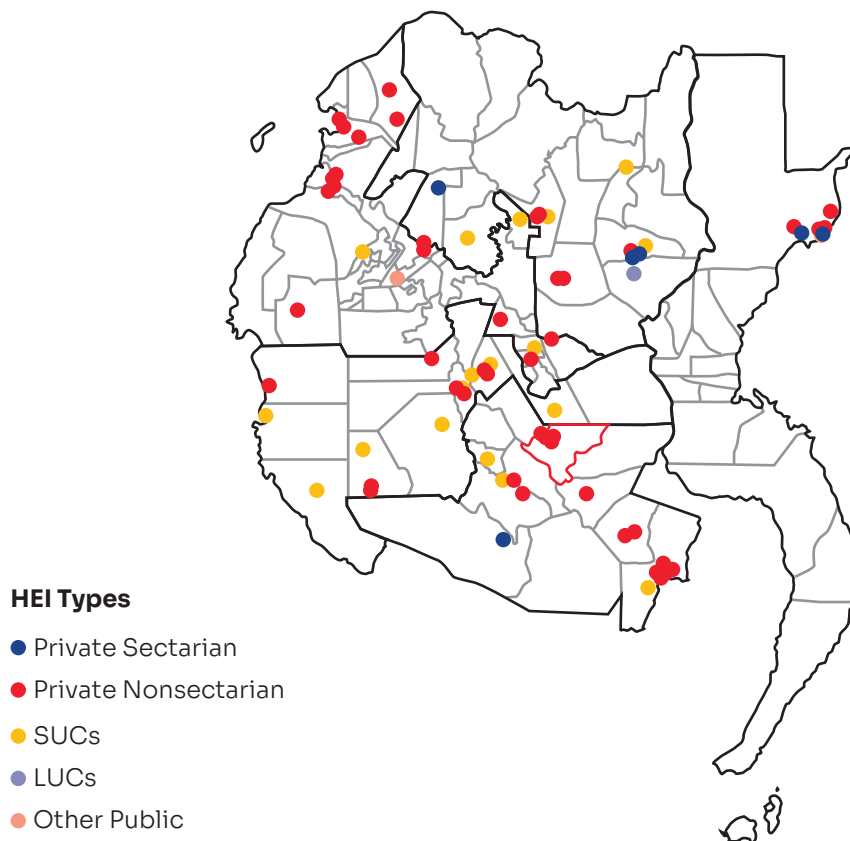 HEI Types
Private Sectarian
Private Nonsectarian
SUCs
LUCs
Other Public